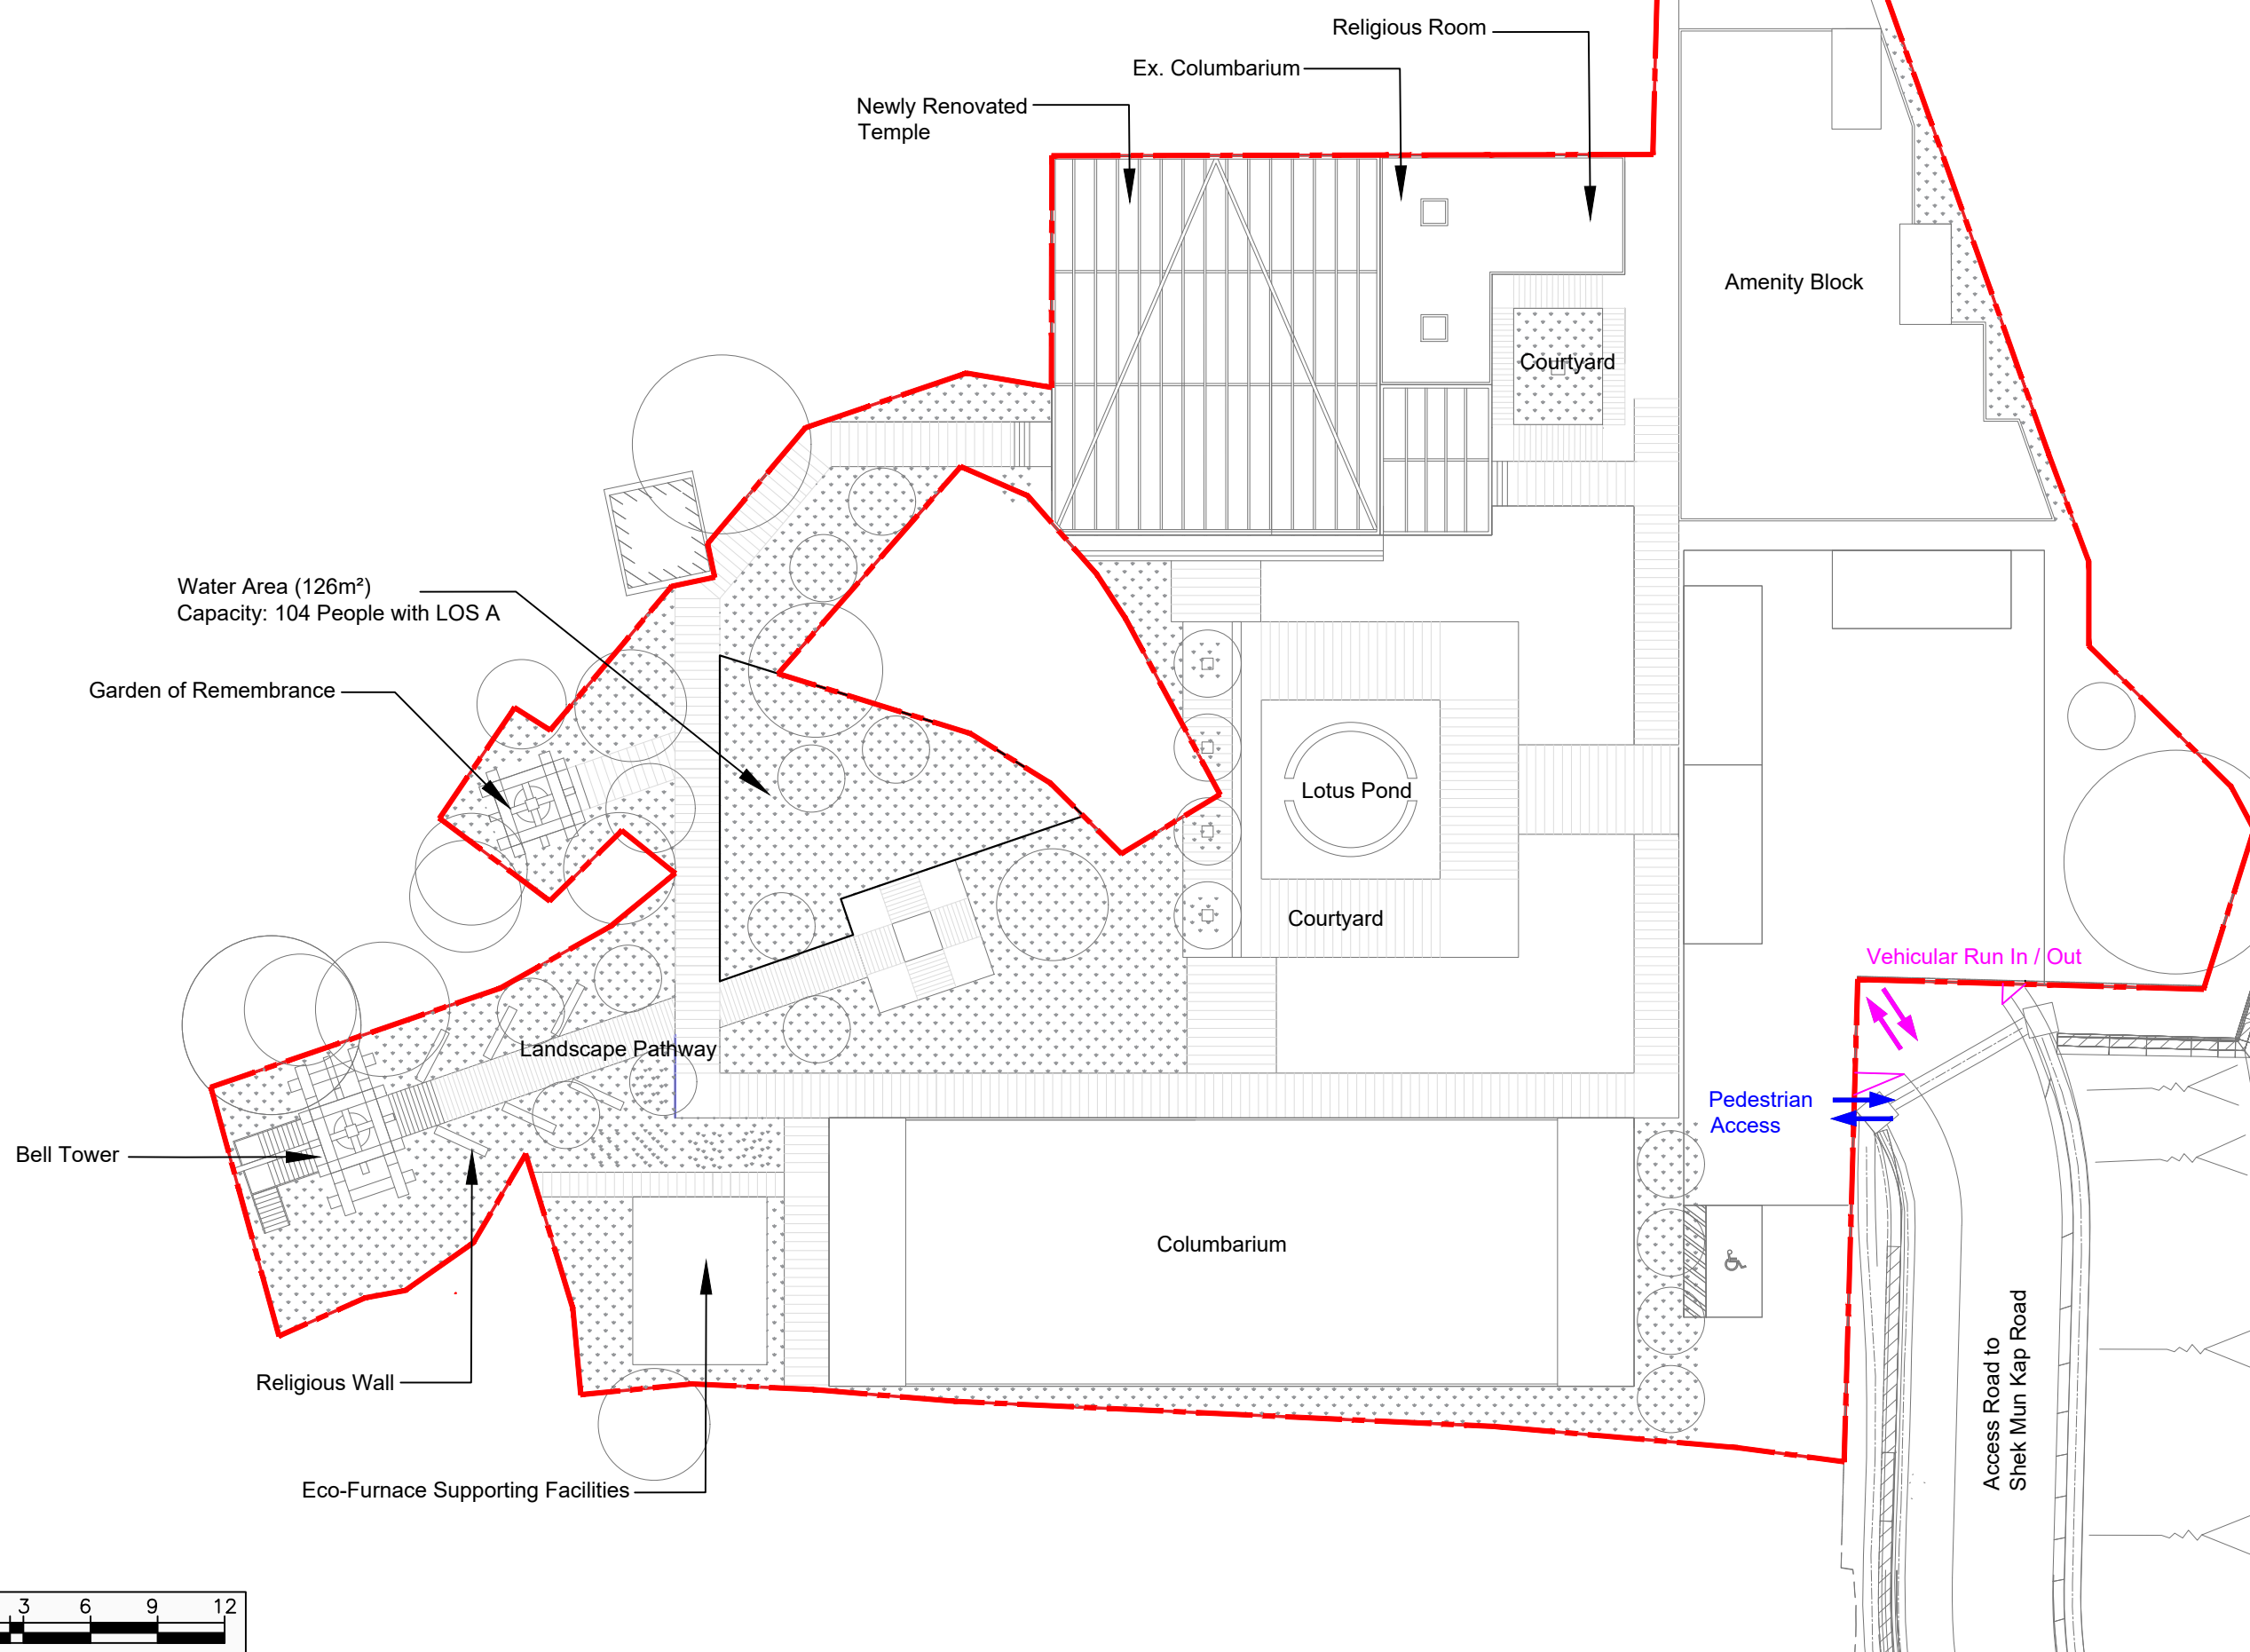 Religious Room
Ex. Columbarium
Newly Renovated
Temple
Amenity Block
Courtyard
Water Area (126m²)
Capacity: 104 People with LOS A
Garden of Remembrance
Lotus Pond
Courtyard
Vehicular Run In / Out
Landscape Pathway
Pedestrian
Access
Bell Tower
Columbarium
Religious Wall
Access Road to
Shek Mun Kap Road
Eco-Furnace Supporting Facilities
3 6 9 12